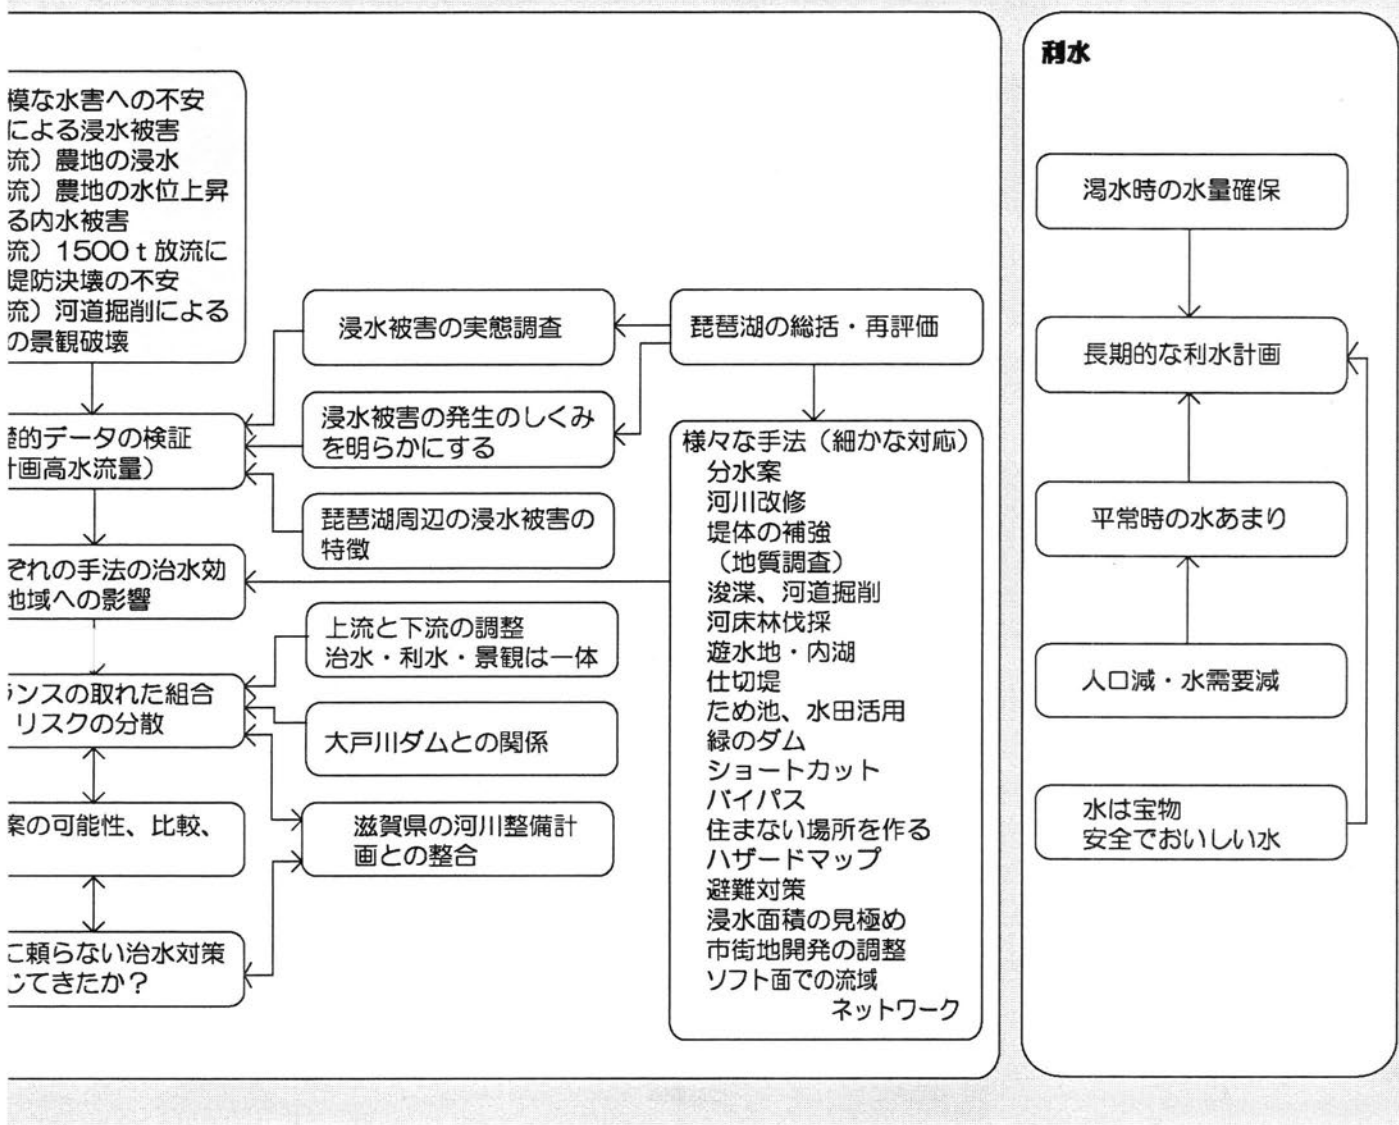 模な水害への不安
による浸水被害
流）農地の浸水
流）農地の水位上昇
る内水被害
流）1500ｔ放流に
堤防決壊の不安
流）河道掘削による
の景観破壊
礎的データの検証
計画高水流量）
ぞれの手法の治水効
地域への影響
ランスの取れた組合
リスクの分散
案の可能性、比較、
に頼らない治水対策
じてきたか？
浸水被害の実態調査
浸水被害の発生のしくみ
を明らかにする
琵琶湖周辺の浸水被害の
特徴
上流と下流の調整
治水・利水・景観は一体
大戸川ダムとの関係
滋賀県の河川整備計
画との整合
琵琶湖の総括・再評価
様々な手法（細かな対応）
分水案
河川改修
堤体の補強
（地質調査）
浚渫、河道掘削
河床林伐採
遊水地・内湖
仕切堤
ため池、水田活用
緑のダム
ショートカット
バイパス
住まない場所を作る
ハザードマップ
避難対策
浸水面積の見極め
市街地開発の調整
ソフト面での流域
ネットワーク
利水
渇水時の水量確保
長期的な利水計画
平常時の水あまり
人口減・水需要減
水は宝物
安全でおいしい水